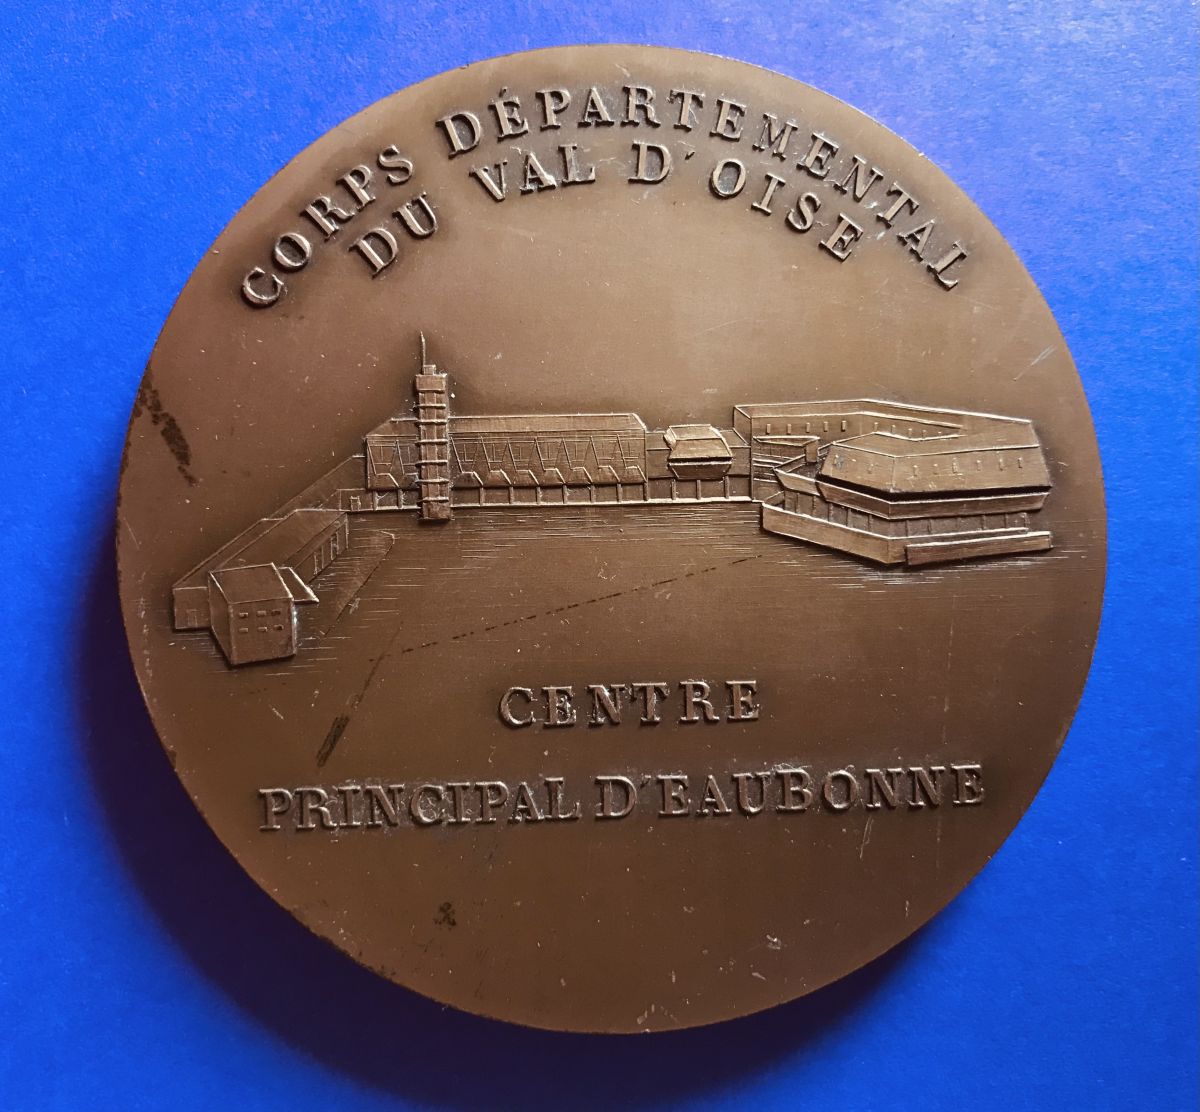 CORPS DÉPARTEMENTAL
DU VAL D'OISE
CENTRE
PRINCIPAL D'EAUBONNE